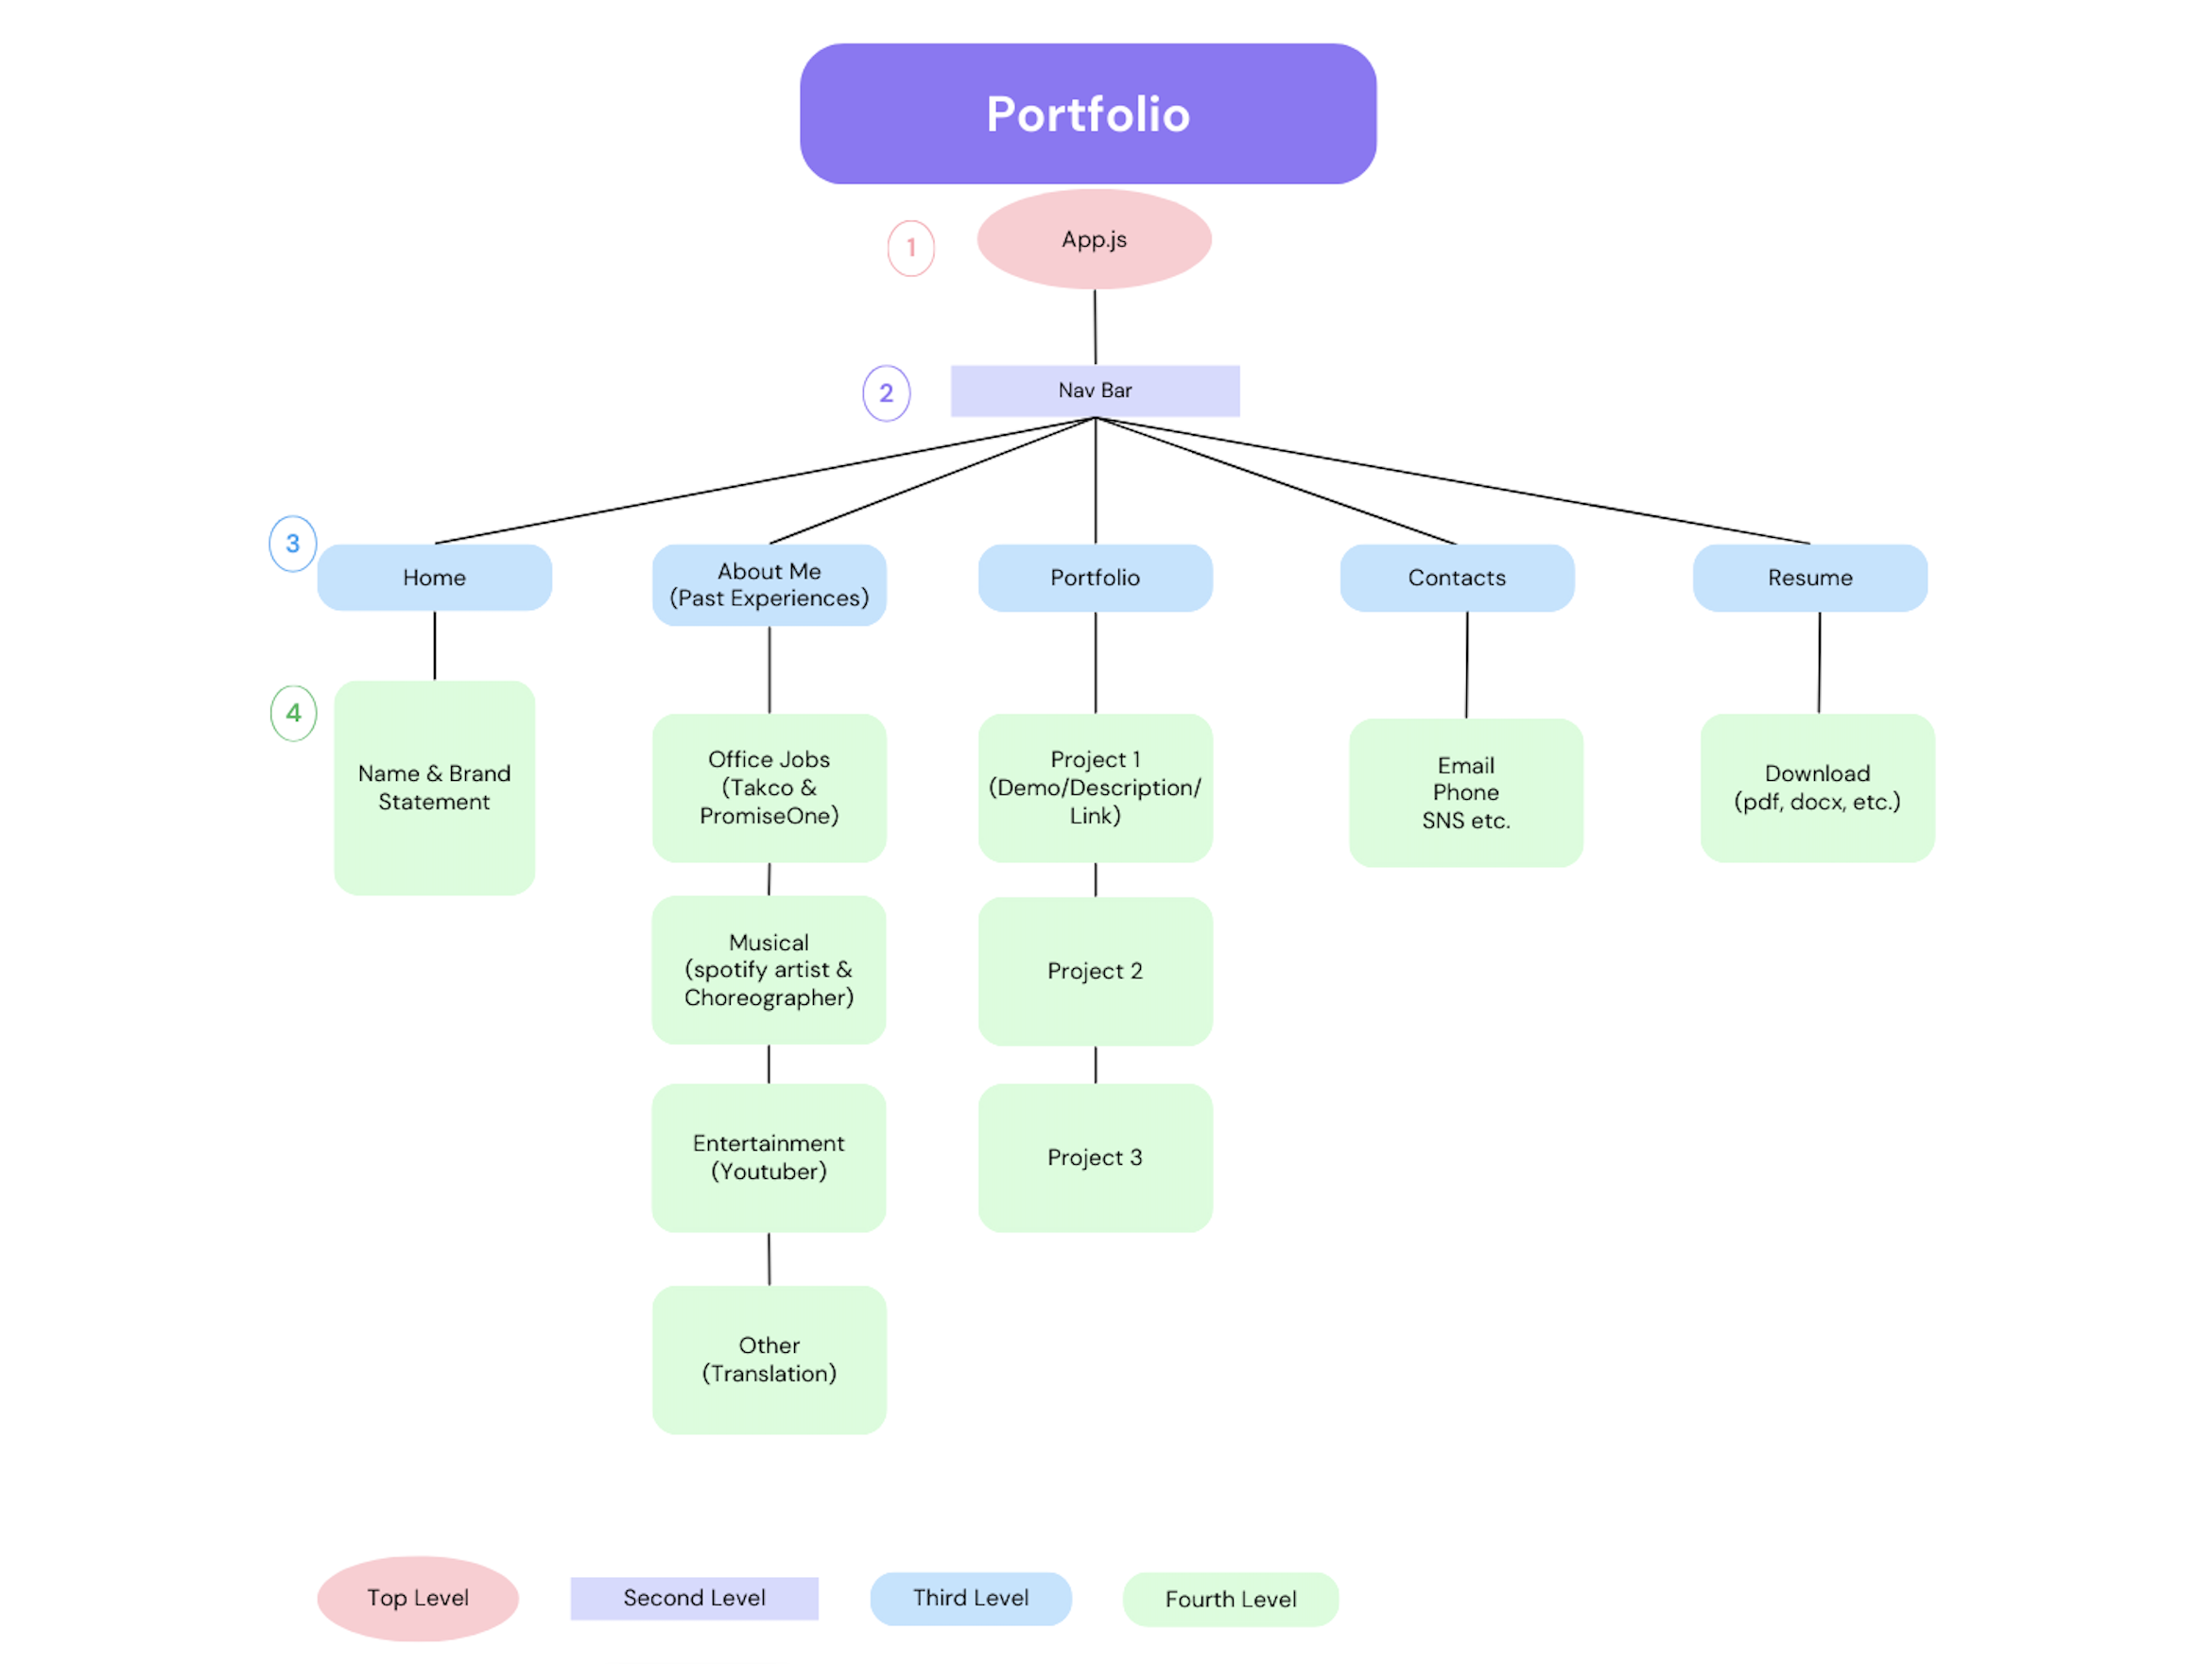 Portfolio
1
App.js
2
Nav Bar
3
Home
About Me
(Past Experiences)
Portfolio
Contacts
Resume
4
Name & Brand
Statement
Office Jobs
(Takco &
PromiseOne)
Project 1
(Demo/Description/
Link)
Email
Phone
SNS etc.
Download
(pdf, docx, etc.)
Musical
(spotify artist &
Choreographer)
Project 2
Entertainment
(Youtuber)
Project 3
Other
(Translation)
Top Level
Second Level
Third Level
Fourth Level